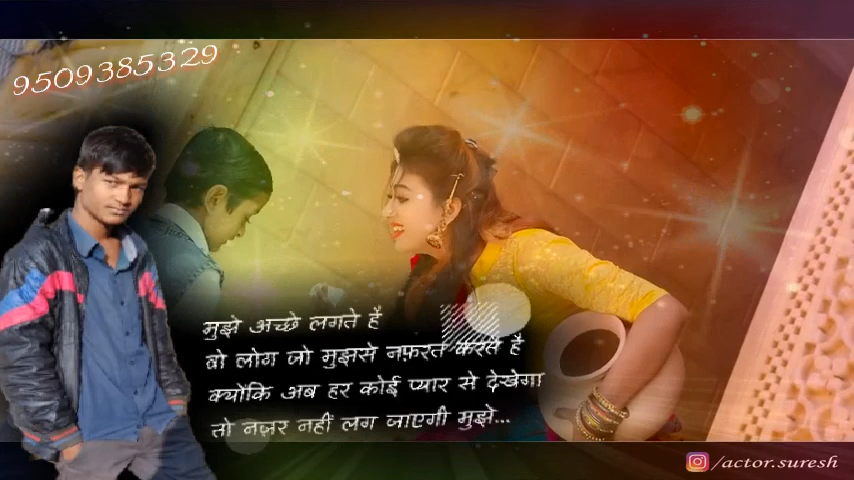 9509385329
मुझे अच्छे लगते है
वो लोग जो मुझसे नफ़रत करते है
क्योंकि अब हर कोई प्यार से देखेगा
तो नज़र नहीं लग जाएगी मुझे...
/actor.suresh